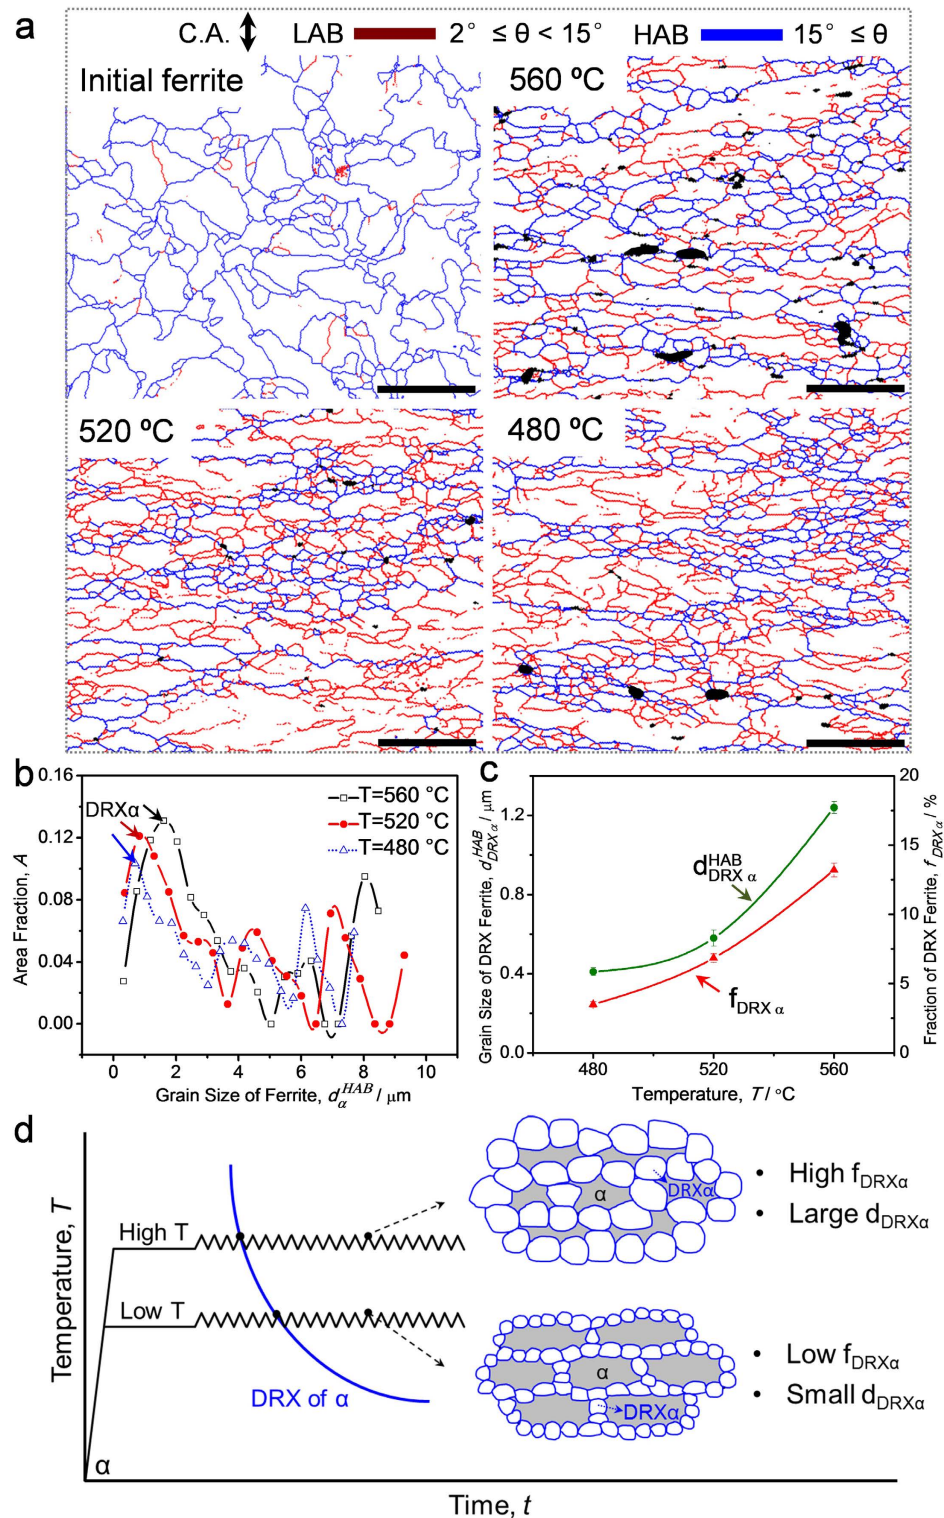 a
C.A. LAB 2° ≤ θ < 15° HAB 15° ≤ θ
Initial ferrite
560 ºC
520 ºC
480 ºC
b
0.16
0.12
0.08
0.04
0.00
Area Fraction, A
DRXα
T=560 °C
T=520 °C
T=480 °C
0 2 4 6 8 10
Grain Size of Ferrite, d_α^HAB / μm
c
1.2
0.8
0.4
0.0
Grain Size of DRX Ferrite, d_DRX α^HAB / μm
20
15
10
5
0
Fraction of DRX Ferrite, f_DRX α / %
d_DRX α^HAB
f_DRX α
480 520 560
Temperature, T / °C
d
Temperature, T
High T
Low T
DRX of α
α
Time, t
α
DRXα
• High f_DRXα
• Large d_DRXα
α
DRXα
• Low f_DRXα
• Small d_DRXα